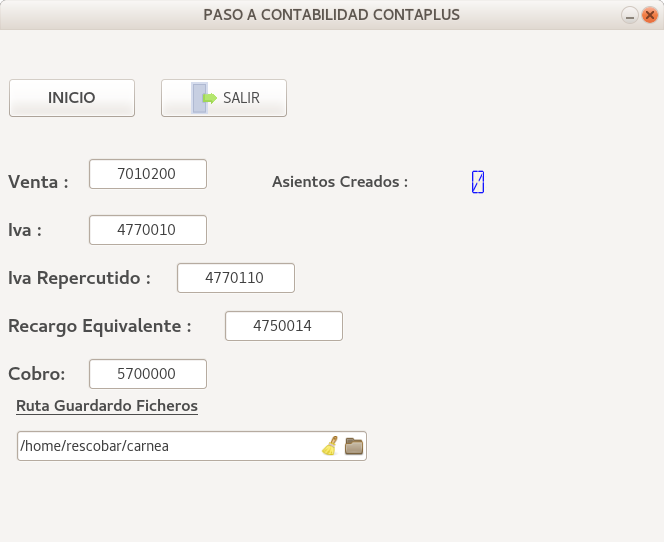 PASO A CONTABILIDAD CONTAPLUS
INICIO
SALIR
Venta :
7010200
Asientos Creados :
0
Iva :
4770010
Iva Repercutido :
4770110
Recargo Equivalente :
4750014
Cobro:
5700000
Ruta Guardardo Ficheros
/home/rescobar/carnea